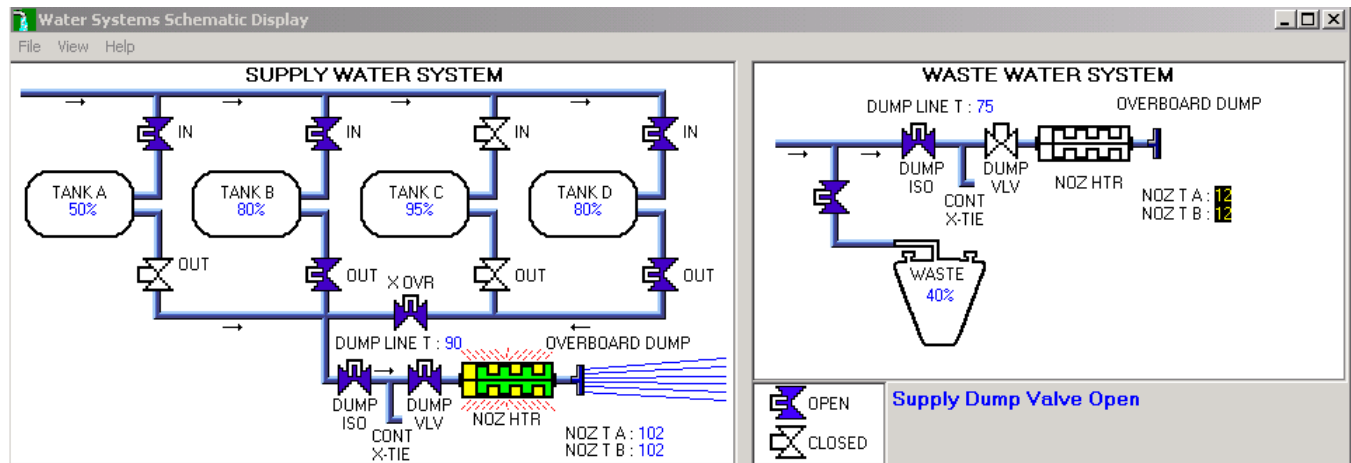 Water Systems Schematic Display
File View Help
SUPPLY WATER SYSTEM
IN IN IN IN
TANK A TANK B TANK C TANK D
50% 80% 95% 80%
OUT OUT OUT OUT
X OVR
DUMP LINE T : 90 OVERBOARD DUMP
DUMP ISO
DUMP VLV
CONT X-TIE
NOZ HTR
NOZ T A : 102
NOZ T B : 102
WASTE WATER SYSTEM
DUMP LINE T : 75 OVERBOARD DUMP
DUMP ISO
DUMP VLV
CONT X-TIE
NOZ HTR
NOZ T A : 12
NOZ T B : 12
WASTE
40%
OPEN
CLOSED
Supply Dump Valve Open